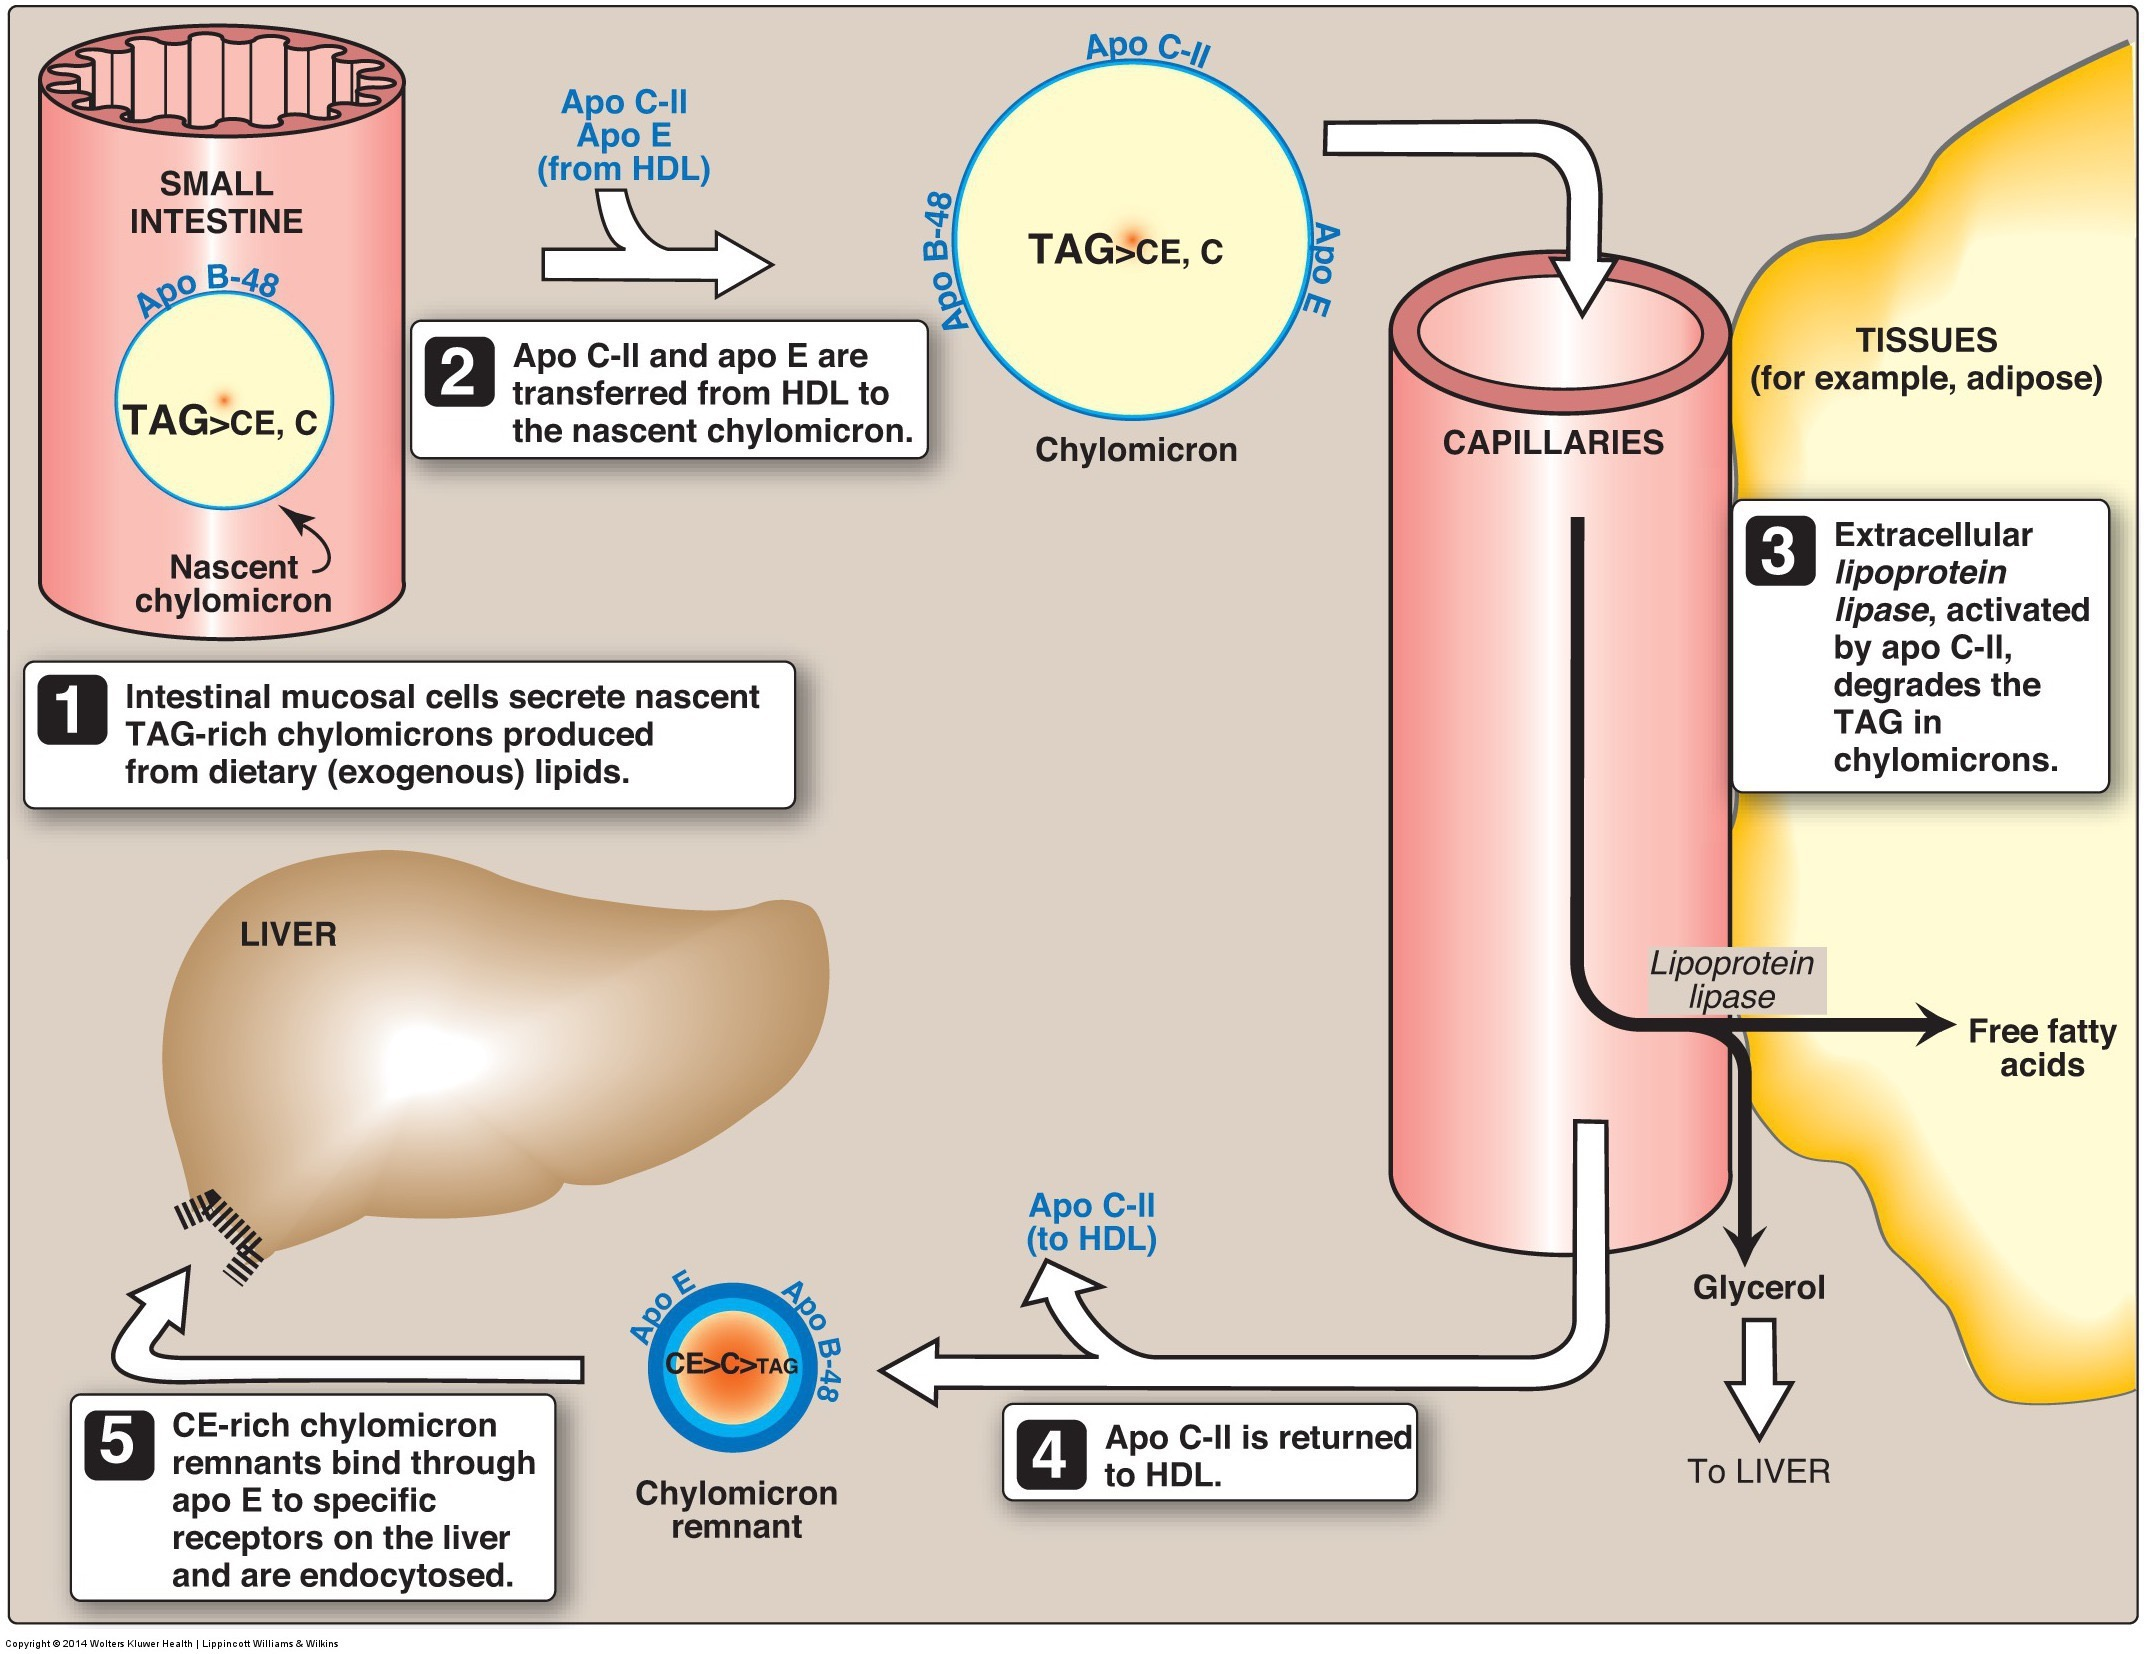 SMALL
INTESTINE
Apo B-48
TAG>CE, C
Nascent
chylomicron
1
Intestinal mucosal cells secrete nascent
TAG-rich chylomicrons produced
from dietary (exogenous) lipids.
Apo C-II
Apo E
(from HDL)
2
Apo C-II and apo E are
transferred from HDL to
the nascent chylomicron.
Apo C-II
Apo B-48
Apo E
TAG>CE, C
Chylomicron
CAPILLARIES
TISSUES
(for example, adipose)
3
Extracellular
lipoprotein
lipase, activated
by apo C-II,
degrades the
TAG in
chylomicrons.
Lipoprotein
lipase
Free fatty
acids
Glycerol
To LIVER
Apo C-II
(to HDL)
4
Apo C-II is returned
to HDL.
Apo E
Apo B-48
CE>C>TAG
Chylomicron
remnant
LIVER
5
CE-rich chylomicron
remnants bind through
apo E to specific
receptors on the liver
and are endocytosed.
Copyright © 2014 Wolters Kluwer Health | Lippincott Williams & Wilkins